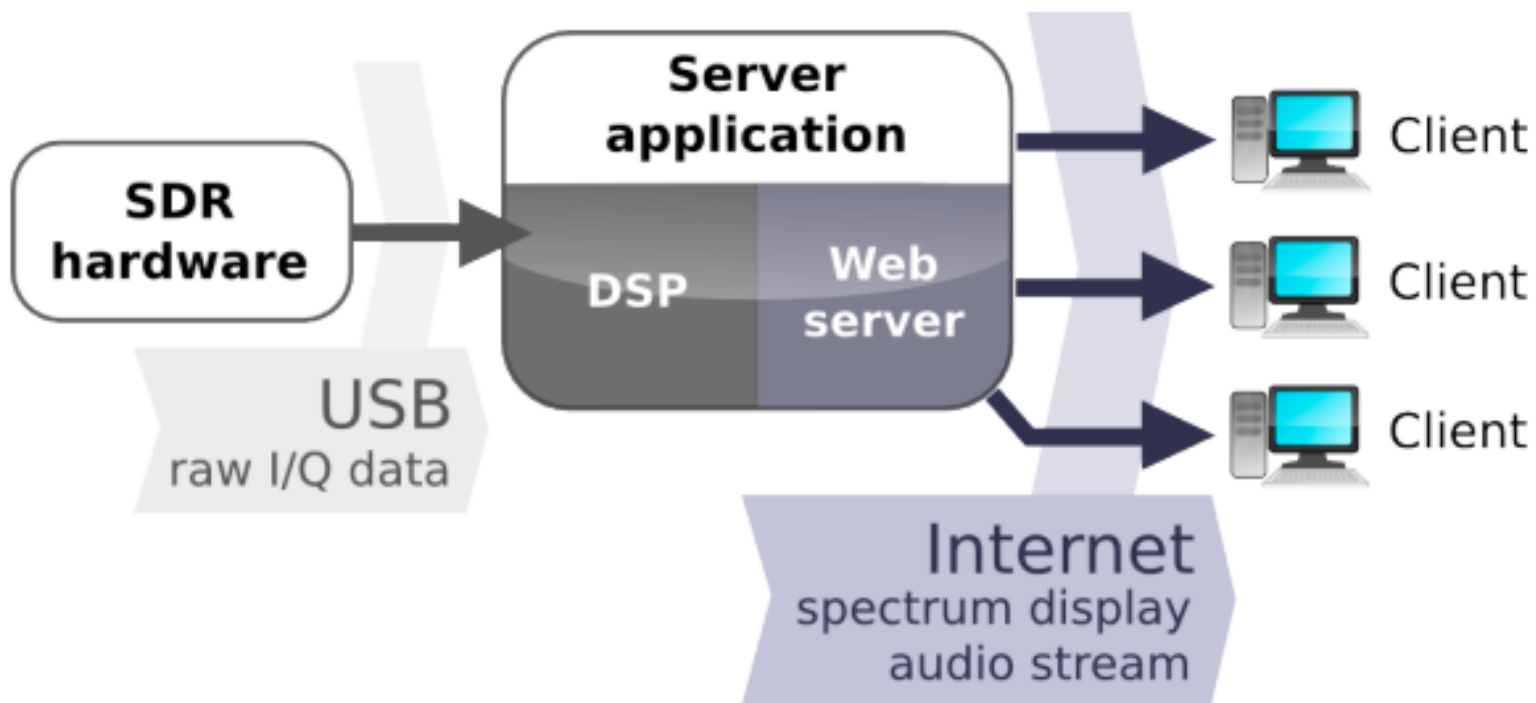 SDR
hardware
USB
raw I/Q data
Server
application
DSP
Web
server
Internet
spectrum display
audio stream
Client
Client
Client